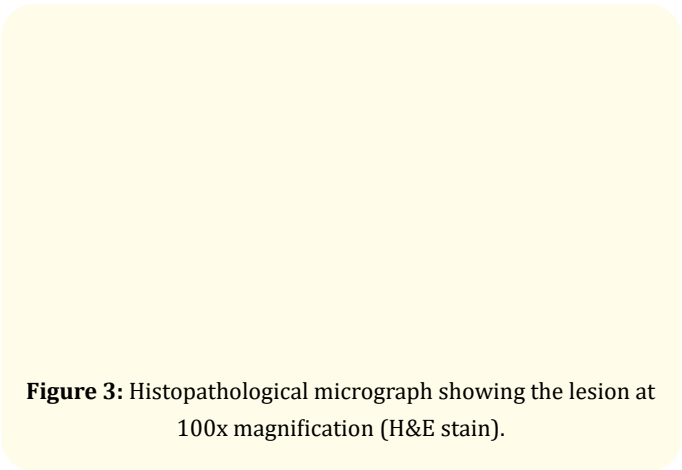 Figure 3: Histopathological micrograph showing the lesion at
100x magnification (H&E stain).